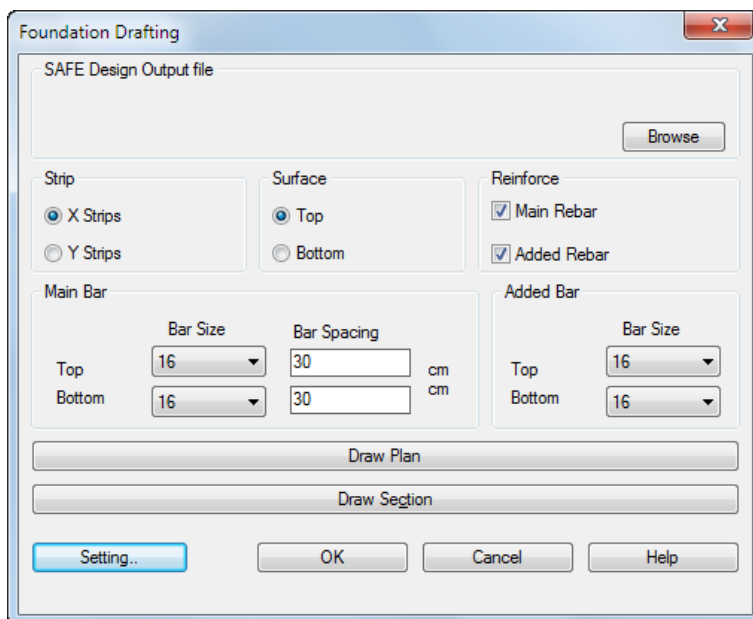 Foundation Drafting
SAFE Design Output file
Browse
Strip
Surface
Reinforce
X Strips
Top
Main Rebar
Y Strips
Bottom
Added Rebar
Main Bar
Added Bar
Bar Size
Bar Spacing
Bar Size
Top
16
30
cm
Top
16
Bottom
16
30
cm
Bottom
16
Draw Plan
Draw Section
Setting..
OK
Cancel
Help